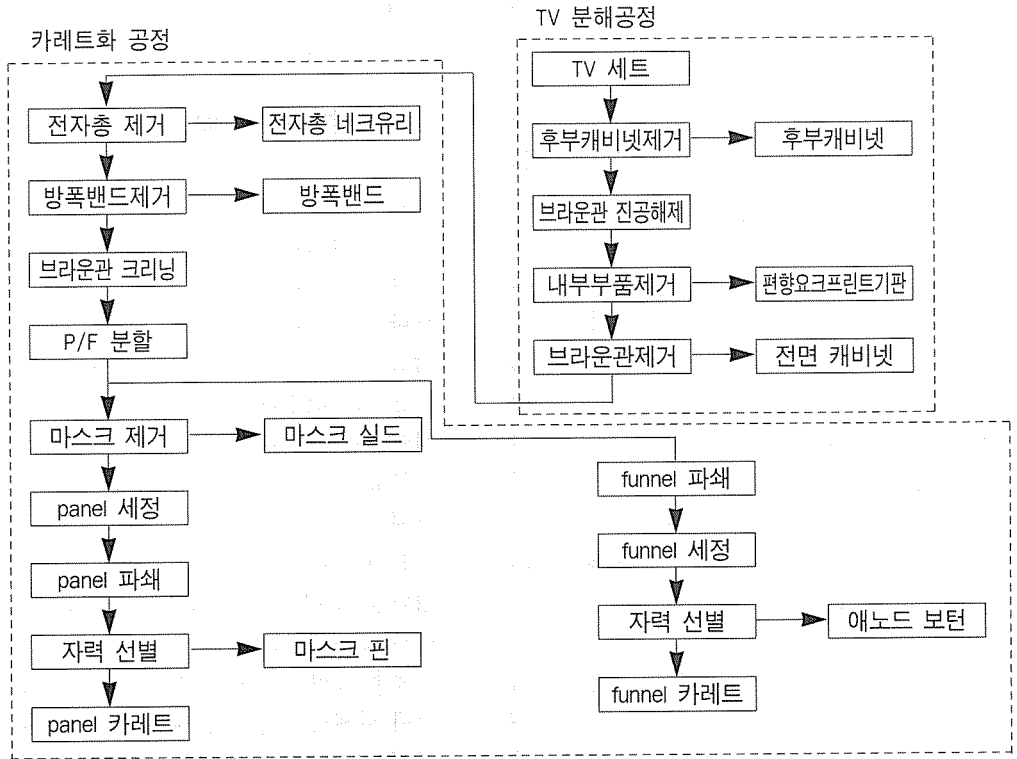 카레트화 공정
전자총 제거
전자총 네크유리
방폭밴드제거
방폭밴드
브라운관 크리닝
P/F 분할
마스크 제거
마스크 실드
panel 세정
panel 파쇄
자력 선별
마스크 핀
panel 카레트
TV 분해공정
TV 세트
후부캐비넷제거
후부캐비넷
브라운관 진공해제
내부부품제거
편향요크프린트기판
브라운관제거
전면 캐비넷
funnel 파쇄
funnel 세정
자력 선별
애노드 보턴
funnel 카레트